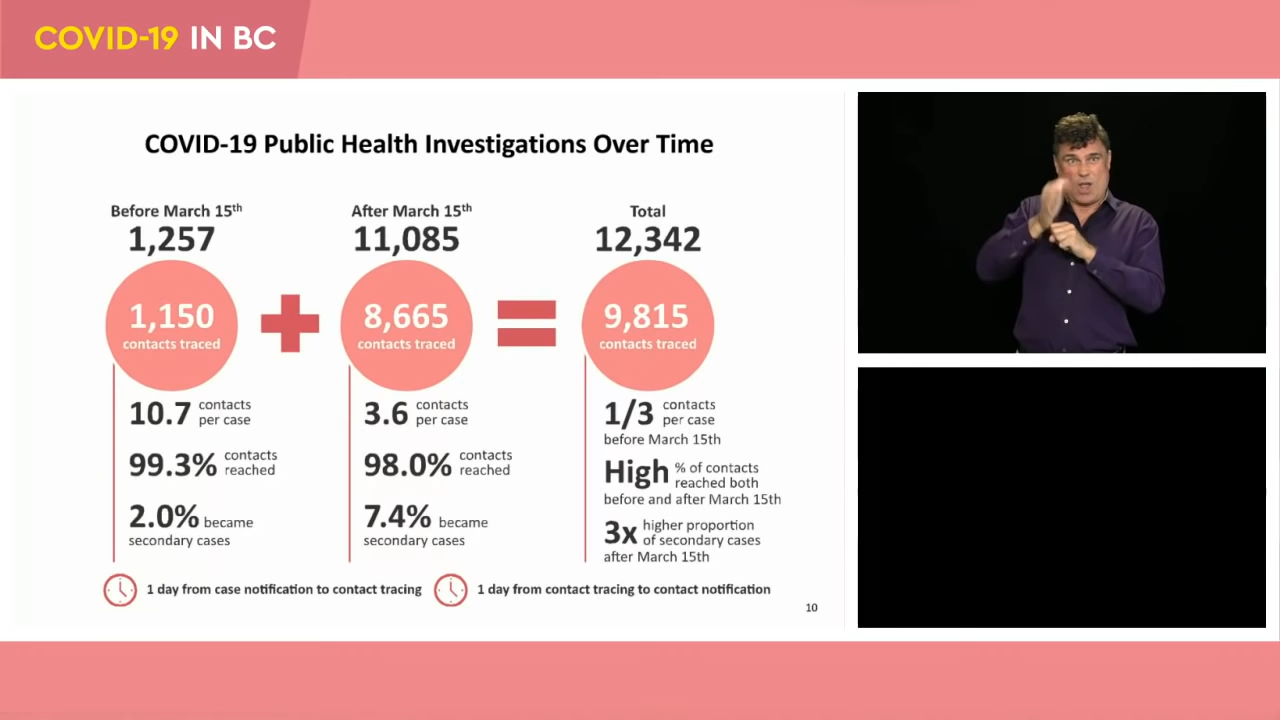 COVID-19 IN BC
COVID-19 Public Health Investigations Over Time
Before March 15th
1,257
1,150
contacts traced
10.7 contacts
per case
99.3% contacts
reached
2.0% became
secondary cases
After March 15th
11,085
8,665
contacts traced
3.6 contacts
per case
98.0% contacts
reached
7.4% became
secondary cases
Total
12,342
9,815
contacts traced
1/3 contacts
per case
before March 15th
High % of contacts
reached both
before and after March 15th
3x higher proportion
of secondary cases
after March 15th
1 day from case notification to contact tracing
1 day from contact tracing to contact notification
10